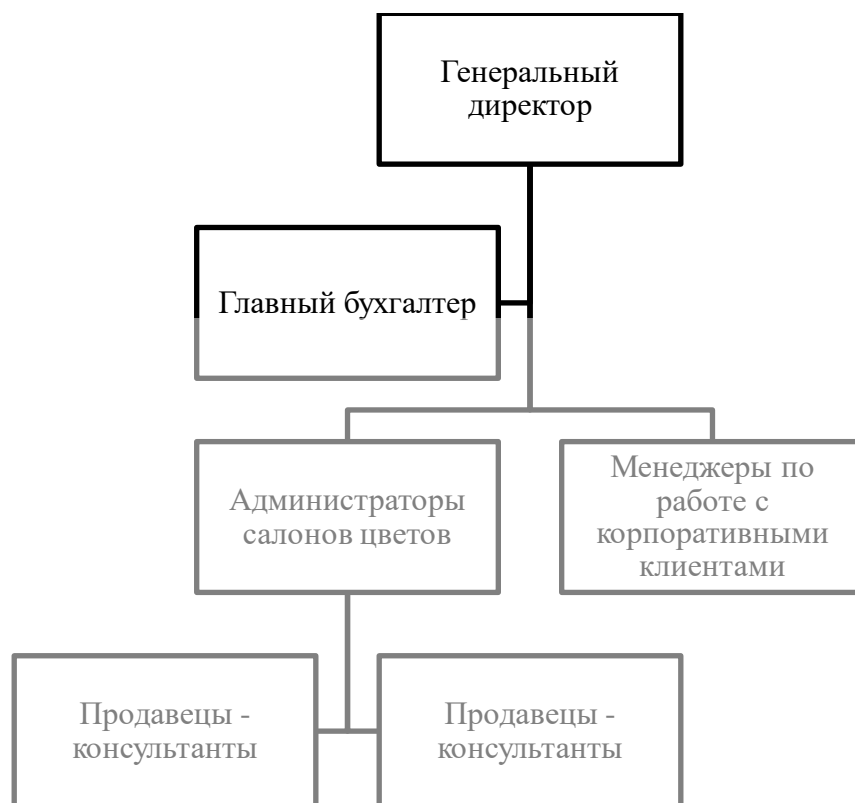 Генеральный
директор
Главный бухгалтер
Администраторы
салонов цветов
Менеджеры по
работе с
корпоративными
клиентами
Продавецы -
консультанты
Продавецы -
консультанты